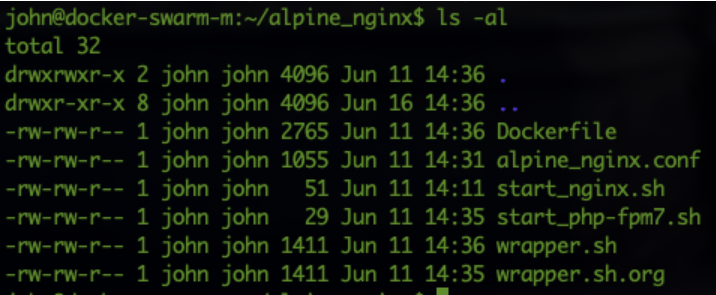 john@docker-swarm-m:~/alpine_nginx$ ls -al
total 32
drwxrwxr-x 2 john john 4096 Jun 11 14:36 .
drwxr-xr-x 8 john john 4096 Jun 16 14:36 ..
-rw-rw-r-- 1 john john 2765 Jun 11 14:36 Dockerfile
-rw-rw-r-- 1 john john 1055 Jun 11 14:31 alpine_nginx.conf
-rw-rw-r-- 1 john john   51 Jun 11 14:11 start_nginx.sh
-rw-rw-r-- 1 john john   29 Jun 11 14:35 start_php-fpm7.sh
-rw-rw-r-- 1 john john 1411 Jun 11 14:36 wrapper.sh
-rw-rw-r-- 1 john john 1411 Jun 11 14:35 wrapper.sh.org